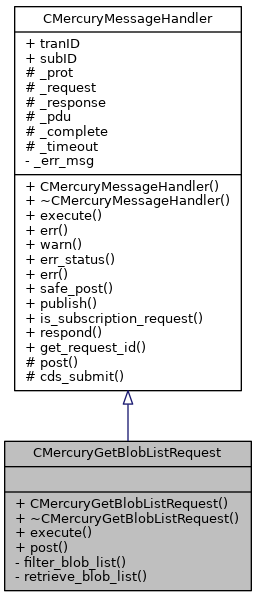 CMercuryMessageHandler
+ tranID
+ subID
# _prot
# _request
# _response
# _pdu
# _complete
# _timeout
- _err_msg
+ CMercuryMessageHandler()
+ ~CMercuryMessageHandler()
+ execute()
+ err()
+ warn()
+ err_status()
+ err()
+ safe_post()
+ publish()
+ is_subscription_request()
+ respond()
+ get_request_id()
# post()
# cds_submit()
CMercuryGetBlobListRequest
+ CMercuryGetBlobListRequest()
+ ~CMercuryGetBlobListRequest()
+ execute()
+ post()
- filter_blob_list()
- retrieve_blob_list()